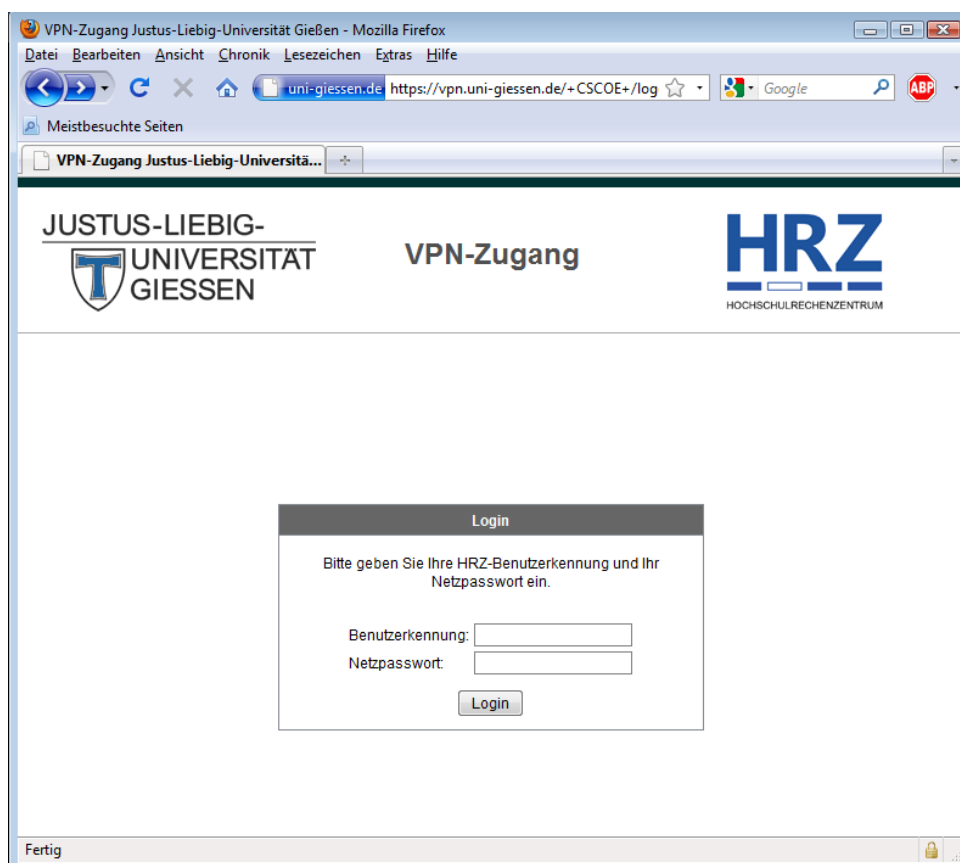 VPN-Zugang Justus-Liebig-Universität Gießen - Mozilla Firefox
Datei Bearbeiten Ansicht Chronik Lesezeichen Extras Hilfe
uni-giessen.de https://vpn.uni-giessen.de/+CSCOE+/log Google ABP
Meistbesuchte Seiten
VPN-Zugang Justus-Liebig-Universitä...
JUSTUS-LIEBIG-
UNIVERSITÄT
GIESSEN
VPN-Zugang
HRZ
HOCHSCHULRECHENZENTRUM
Login
Bitte geben Sie Ihre HRZ-Benutzerkennung und Ihr
Netzpasswort ein.
Benutzerkennung:
Netzpasswort:
Login
Fertig